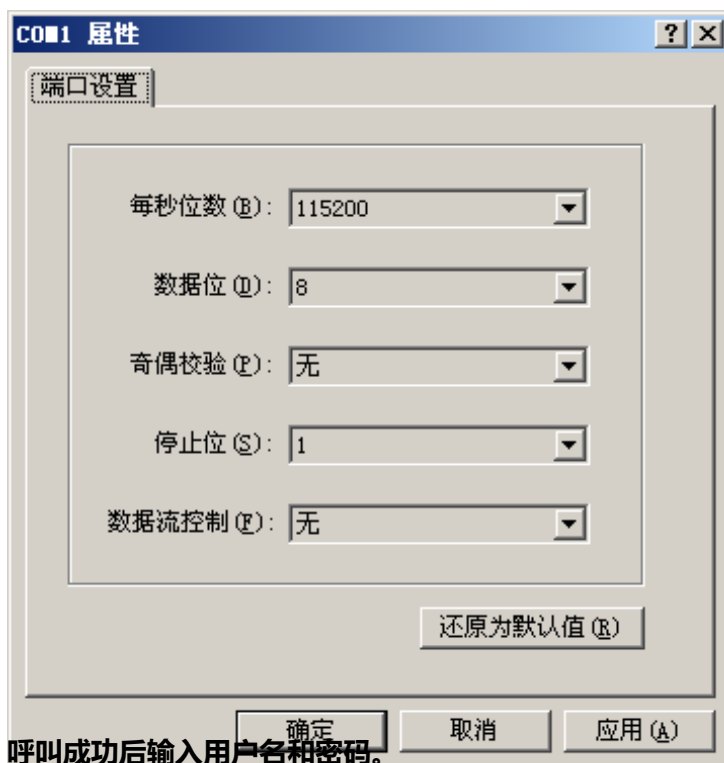 COM1 属性
端口设置
每秒位数(B): 115200
数据位(D): 8
奇偶校验(P): 无
停止位(S): 1
数据流控制(F): 无
还原为默认值(R)
确定 取消 应用(A)
呼叫成功后输入用户名和密码。